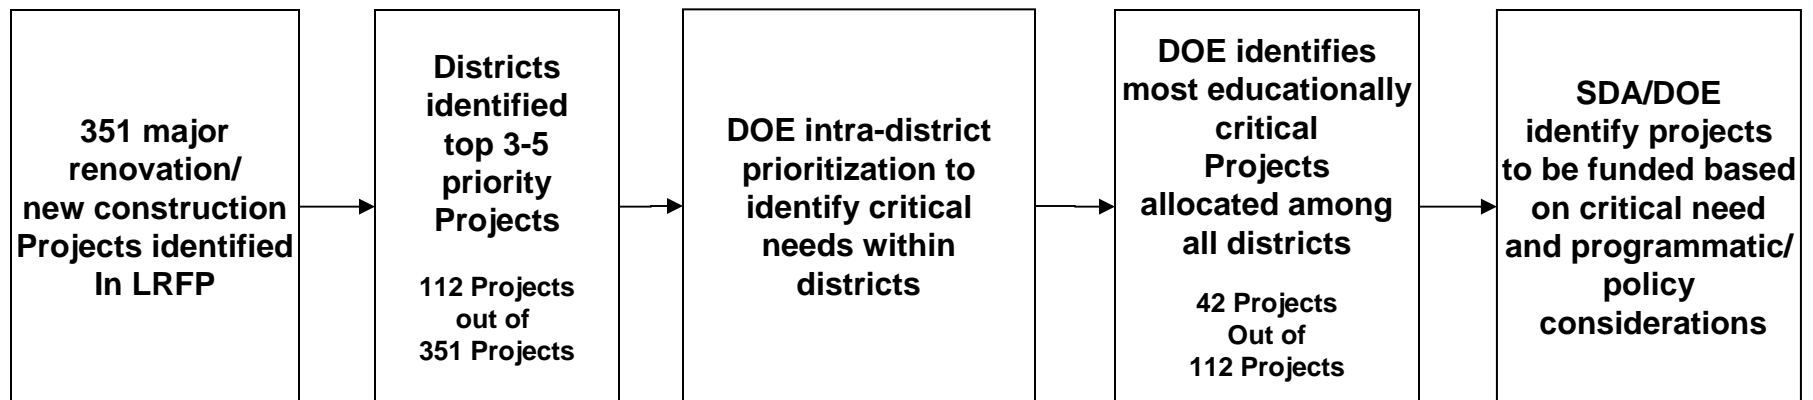 351 major
renovation/
new construction
Projects identified
In LRFP
Districts
identified
top 3-5
priority
Projects
112 Projects
out of
351 Projects
DOE intra-district
prioritization to
identify critical
needs within
districts
DOE identifies
most educationally
critical
Projects
allocated among
all districts
42 Projects
Out of
112 Projects
SDA/DOE
identify projects
to be funded based
on critical need
and programmatic/
policy
considerations